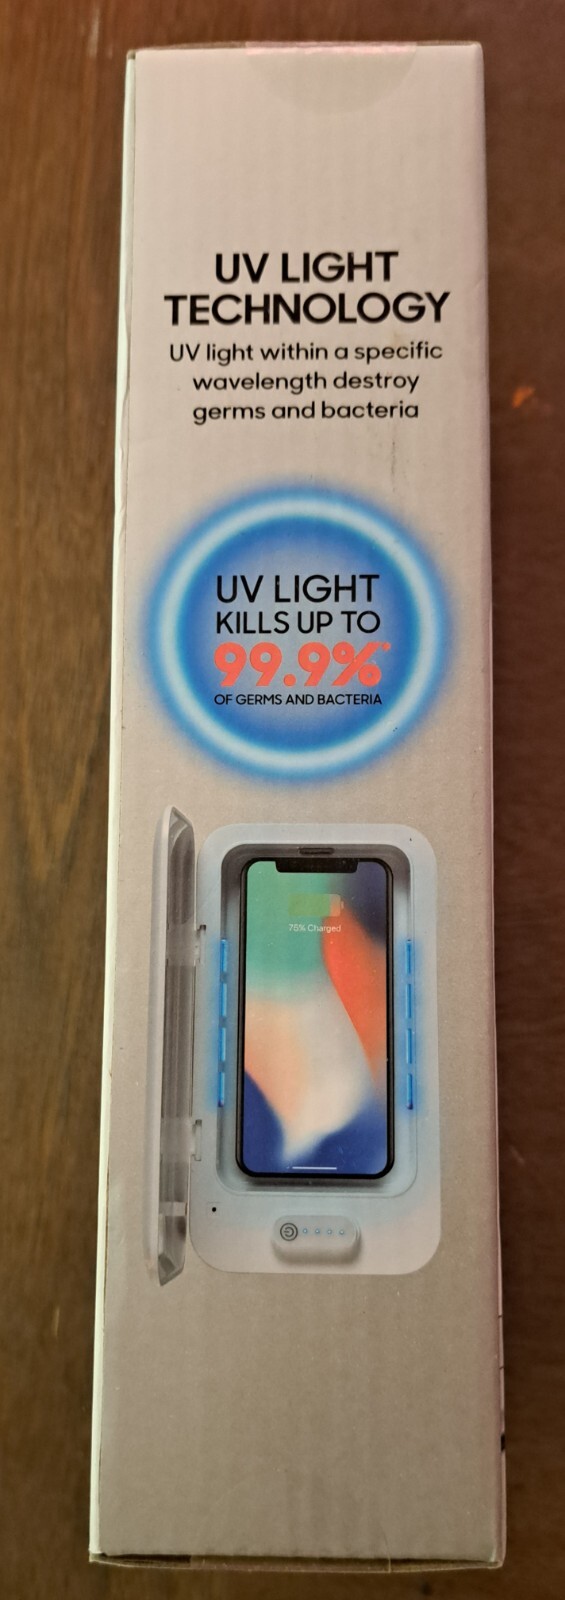 UV LIGHT
TECHNOLOGY
UV light within a specific
wavelength destroy
germs and bacteria
UV LIGHT
KILLS UP TO
99.9%*
OF GERMS AND BACTERIA
75% Charged